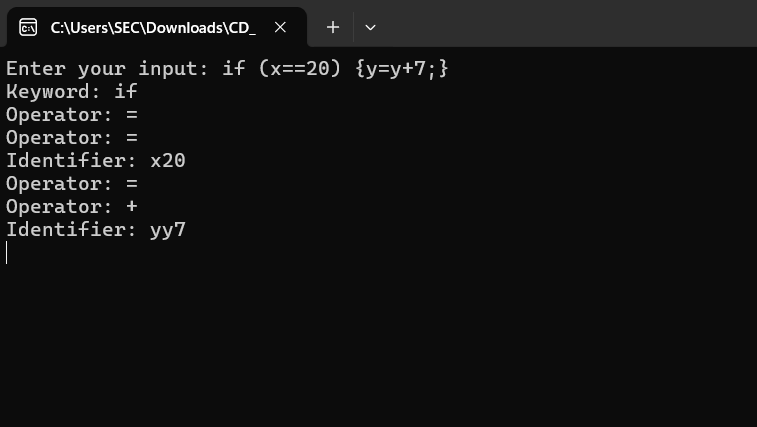 C:\Users\SEC\Downloads\CD_
Enter your input: if (x==20) {y=y+7;}
Keyword: if
Operator: =
Operator: =
Identifier: x20
Operator: =
Operator: +
Identifier: yy7